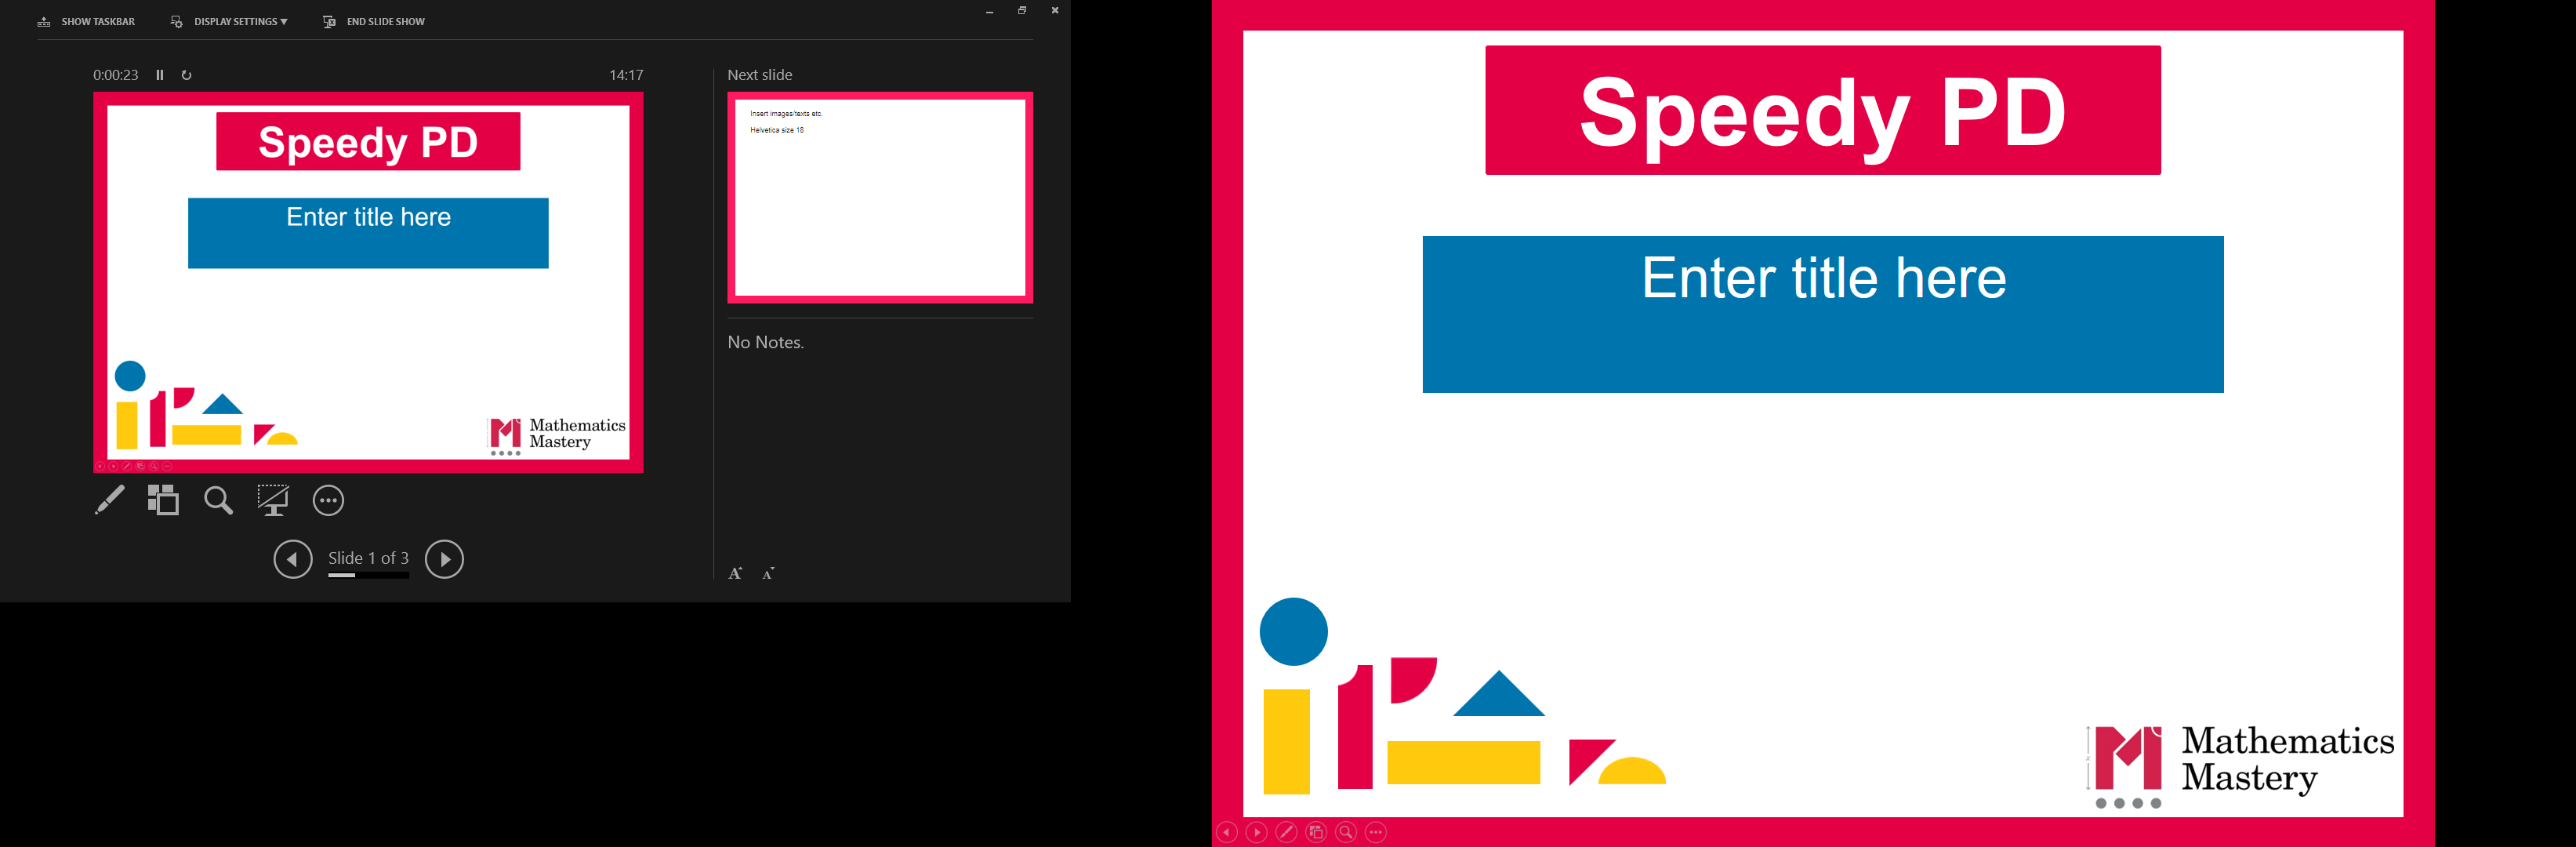 SHOW TASKBAR
DISPLAY SETTINGS ▼
END SLIDE SHOW
0:00:23
14:17
Speedy PD
Enter title here
Mathematics
Mastery
Slide 1 of 3
Next slide
Insert images/texts etc.
Helvetica size 18
No Notes.
A
A
Speedy PD
Enter title here
Mathematics
Mastery